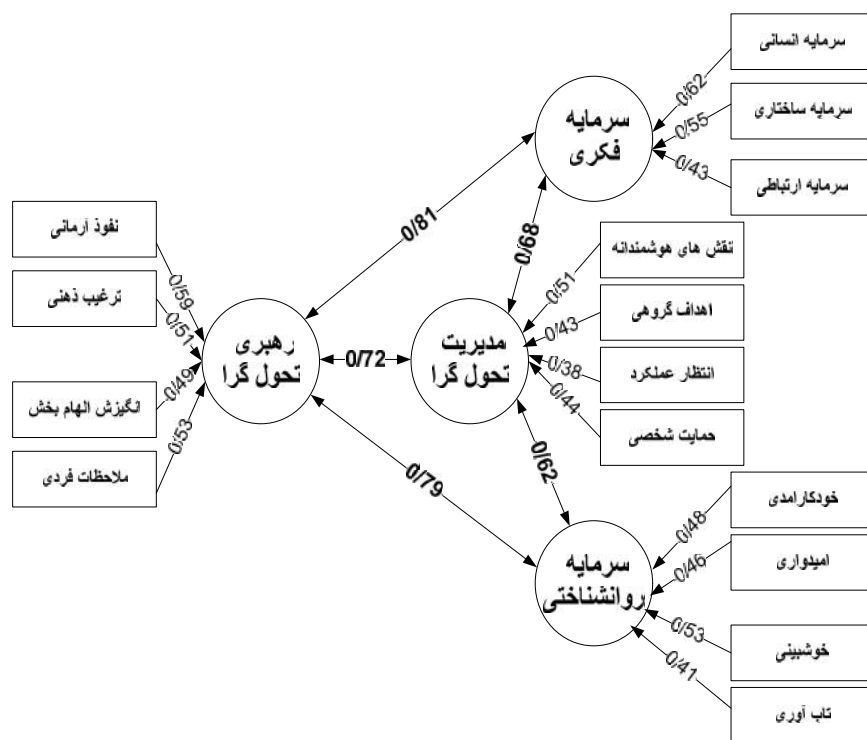 سرمایه انسانی
0/62
سرمایه ساختاری
0/55
سرمایه ارتباطی
0/43
سرمایه
فکری
0/81
0/68
نفوذ آرمانی
0/59
ترغیب ذهنی
0/51
انگیزش الهام بخش
0/49
ملاحظات فردی
0/53
رهبری
تحول گرا
0/72
مدیریت
تحول گرا
نقش های هوشمندانه
0/51
اهداف گروهی
0/43
انتظار عملکرد
0/38
حمایت شخصی
0/44
0/79
0/62
سرمایه
روانشناختی
خودکارامدی
0/48
امیدواری
0/46
خوشبینی
0/53
تاب آوری
0/41